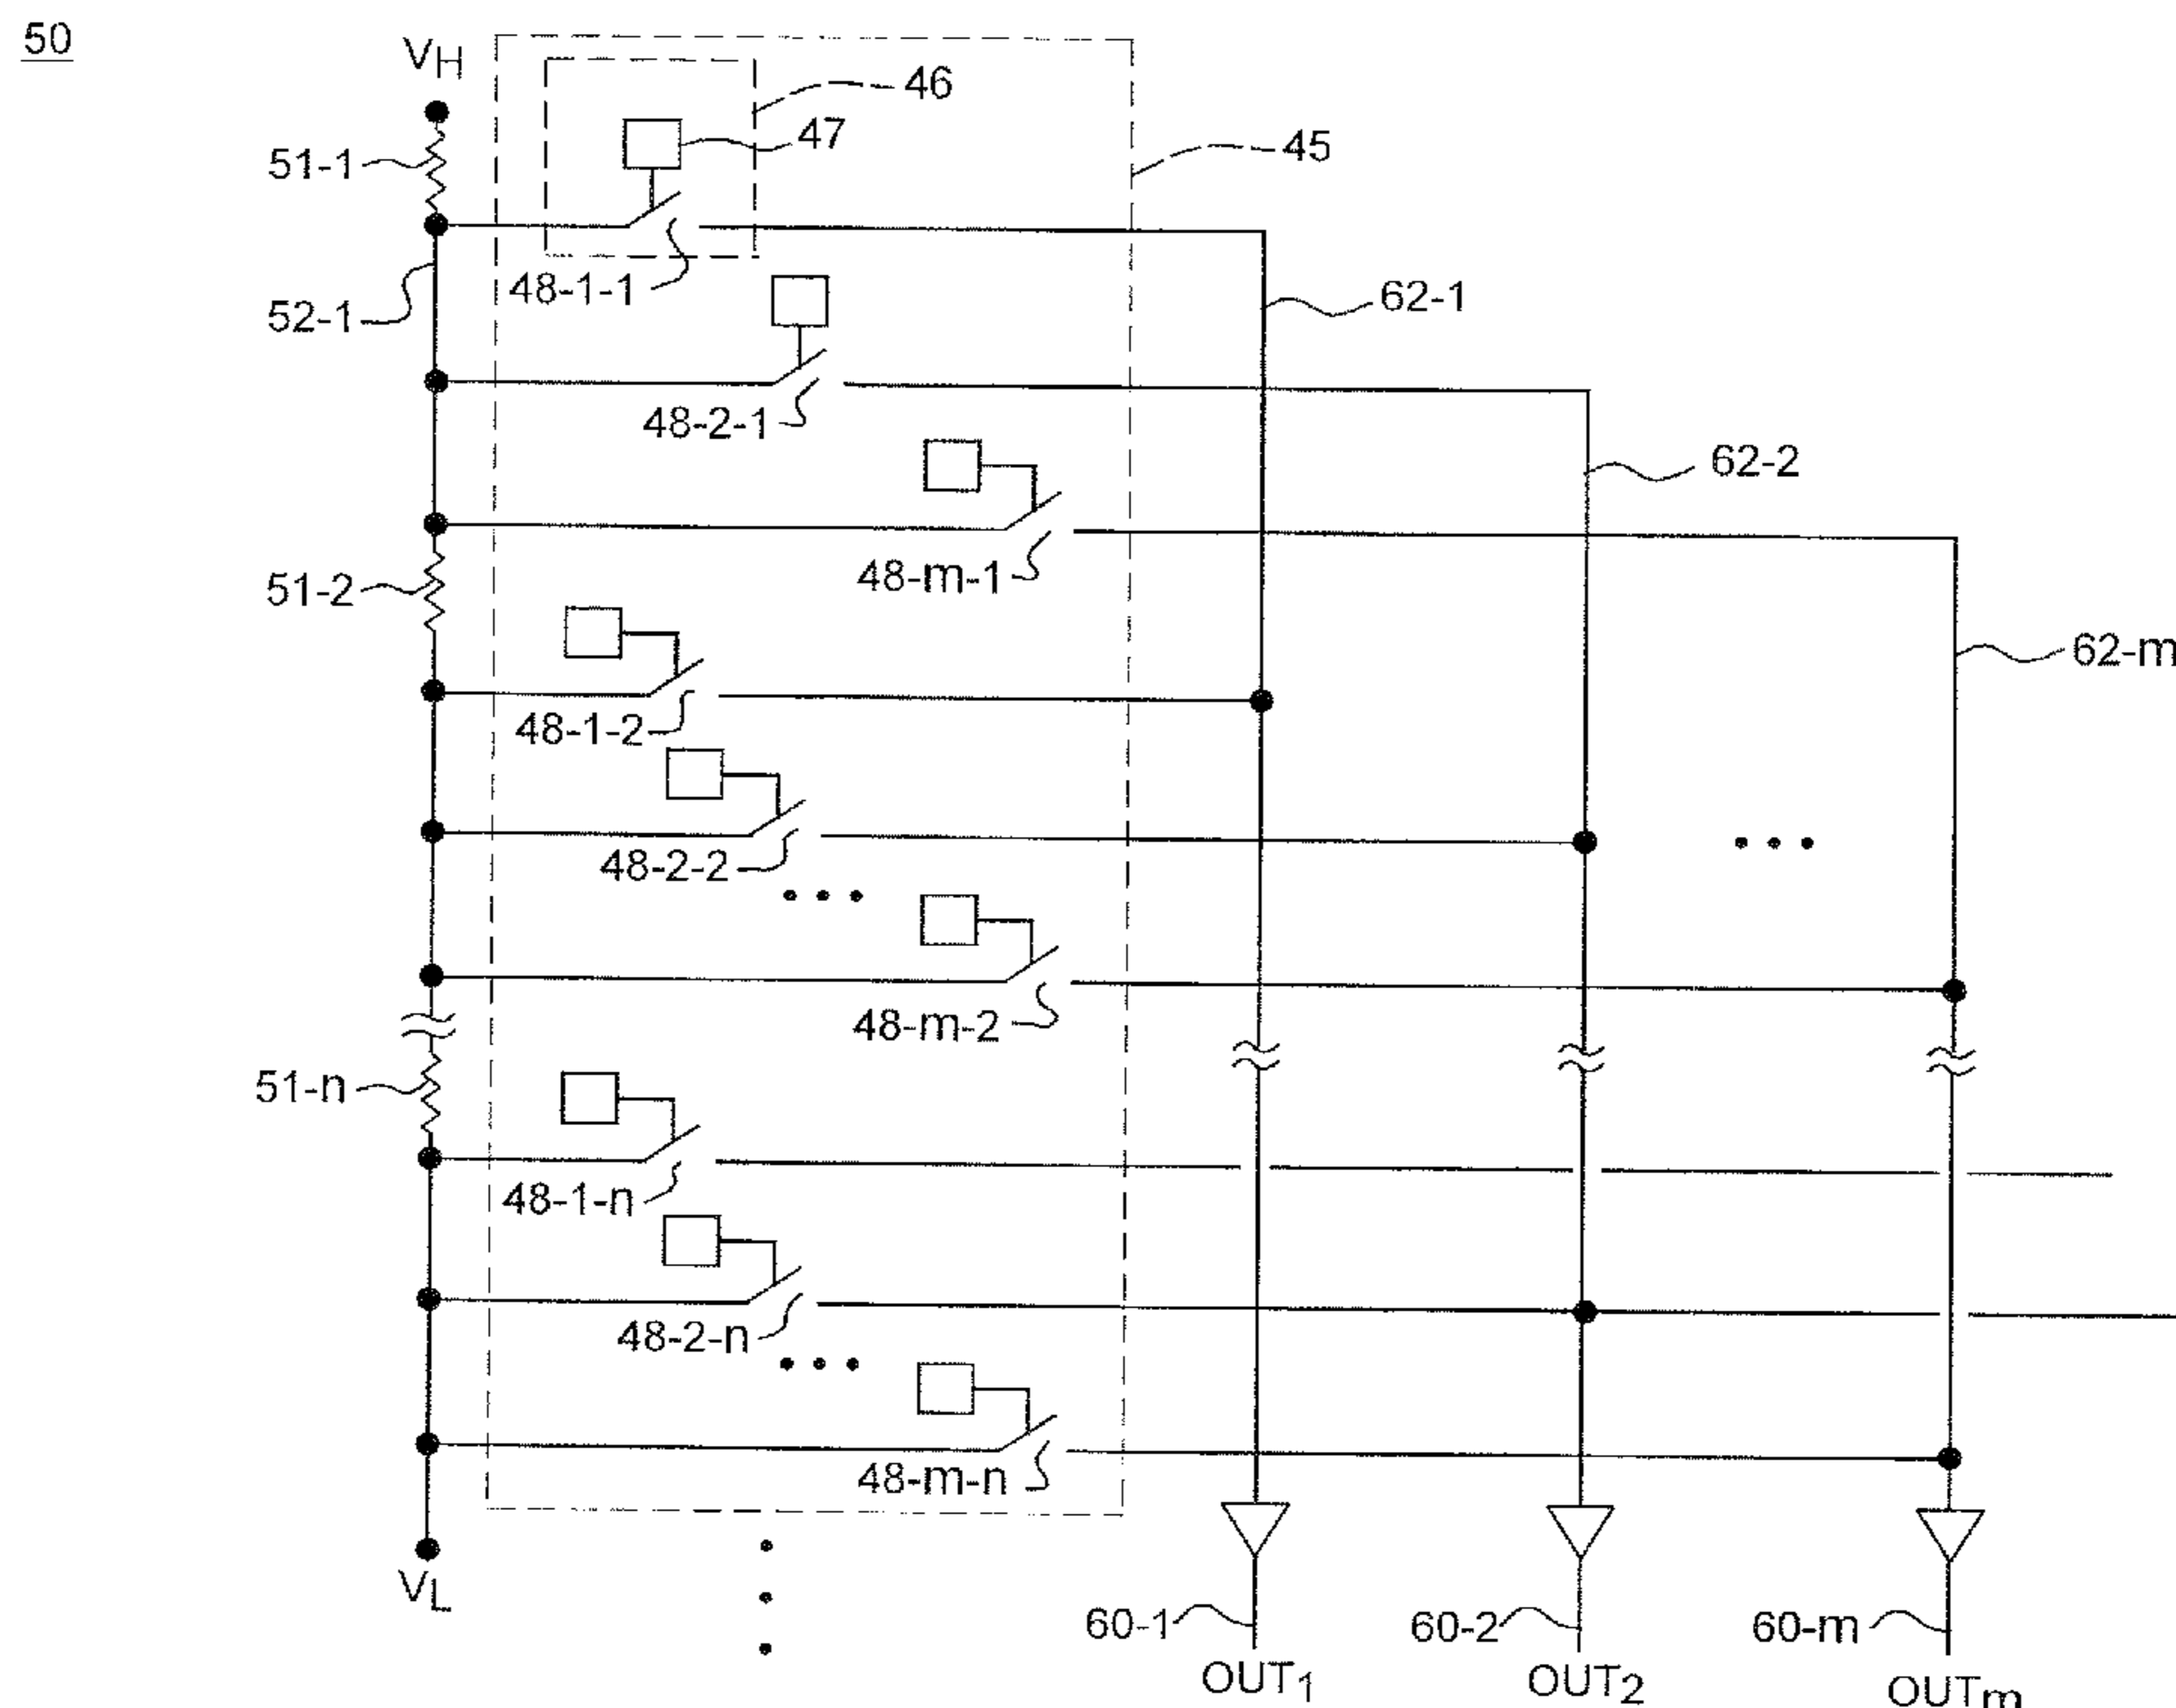 50
VH
46
47
51-1
45
48-1-1
52-1
62-1
48-2-1
62-2
48-m-1
51-2
62-m
48-1-2
48-2-2
48-m-2
51-n
48-1-n
48-2-n
48-m-n
VL
60-1
60-2
60-m
OUT1
OUT2
OUTm